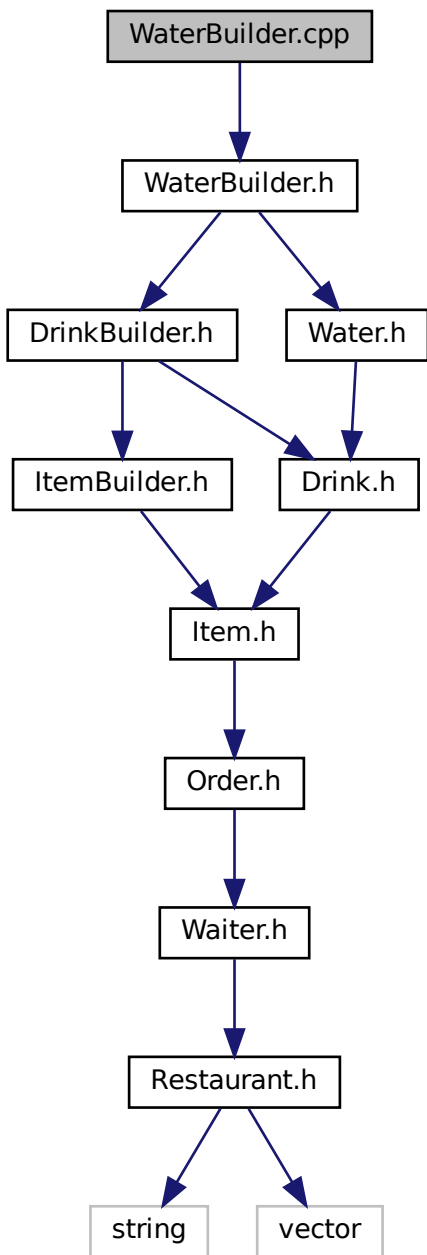 WaterBuilder.cpp
WaterBuilder.h
DrinkBuilder.h
Water.h
ItemBuilder.h
Drink.h
Item.h
Order.h
Waiter.h
Restaurant.h
string
vector